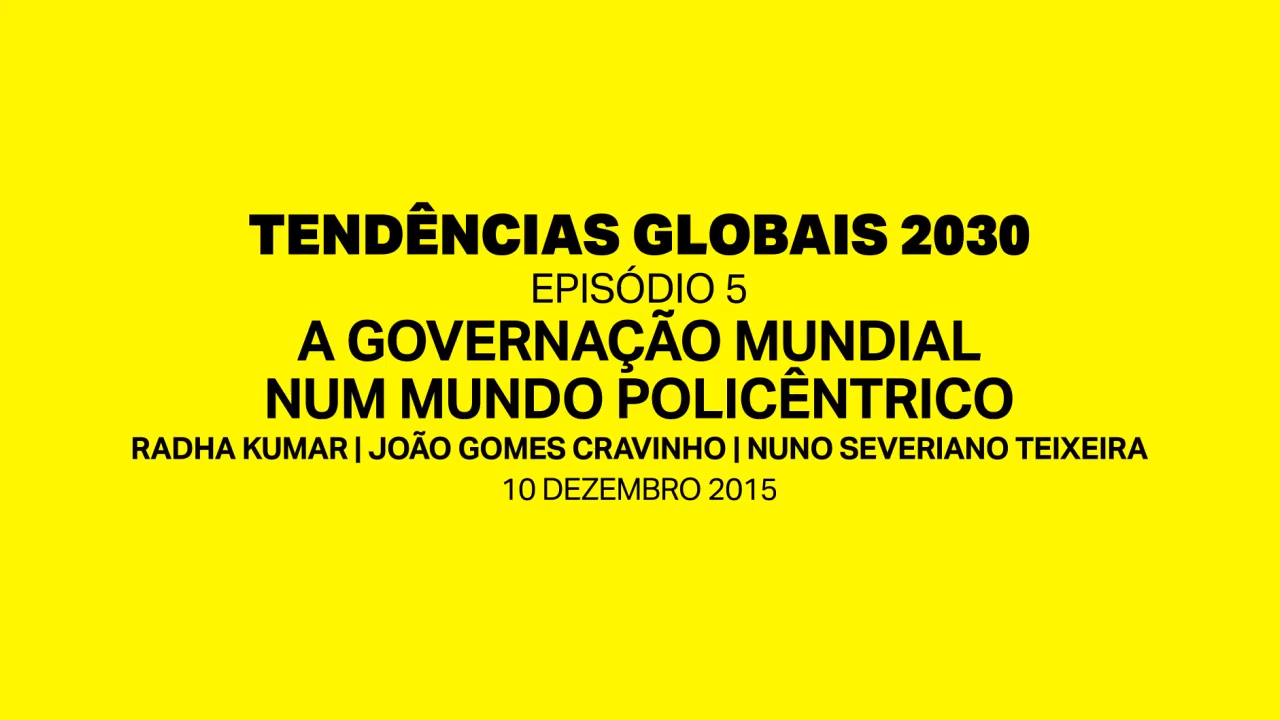 TENDÊNCIAS GLOBAIS 2030
EPISÓDIO 5
A GOVERNAÇÃO MUNDIAL
NUM MUNDO POLICÊNTRICO
RADHA KUMAR | JOÃO GOMES CRAVINHO | NUNO SEVERIANO TEIXEIRA
10 DEZEMBRO 2015